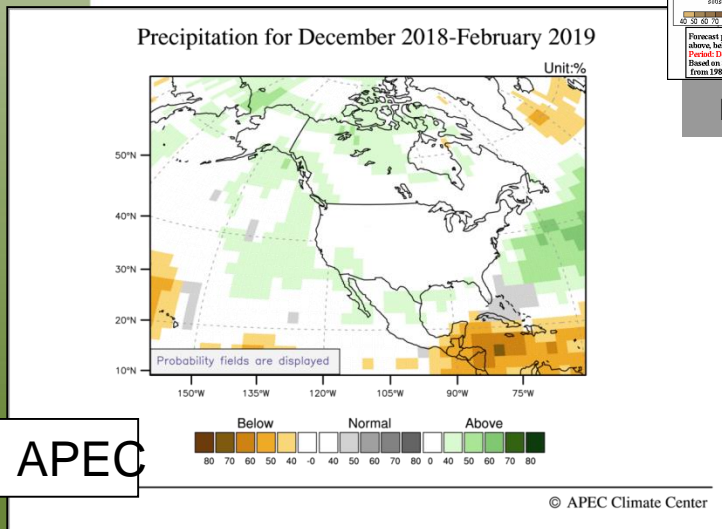 Precipitation for December 2018-February 2019
Unit:%
50°N
40°N
30°N
20°N
10°N
Probability fields are displayed
150°W 135°W 120°W 105°W 90°W 75°W
Below Normal Above
80 70 60 50 40 -0 40 50 60 70 80 0 40 50 60 70 80
APEC
© APEC Climate Center
40 50 60 70
Forecast
above, be
Period: D
Based on
from 198